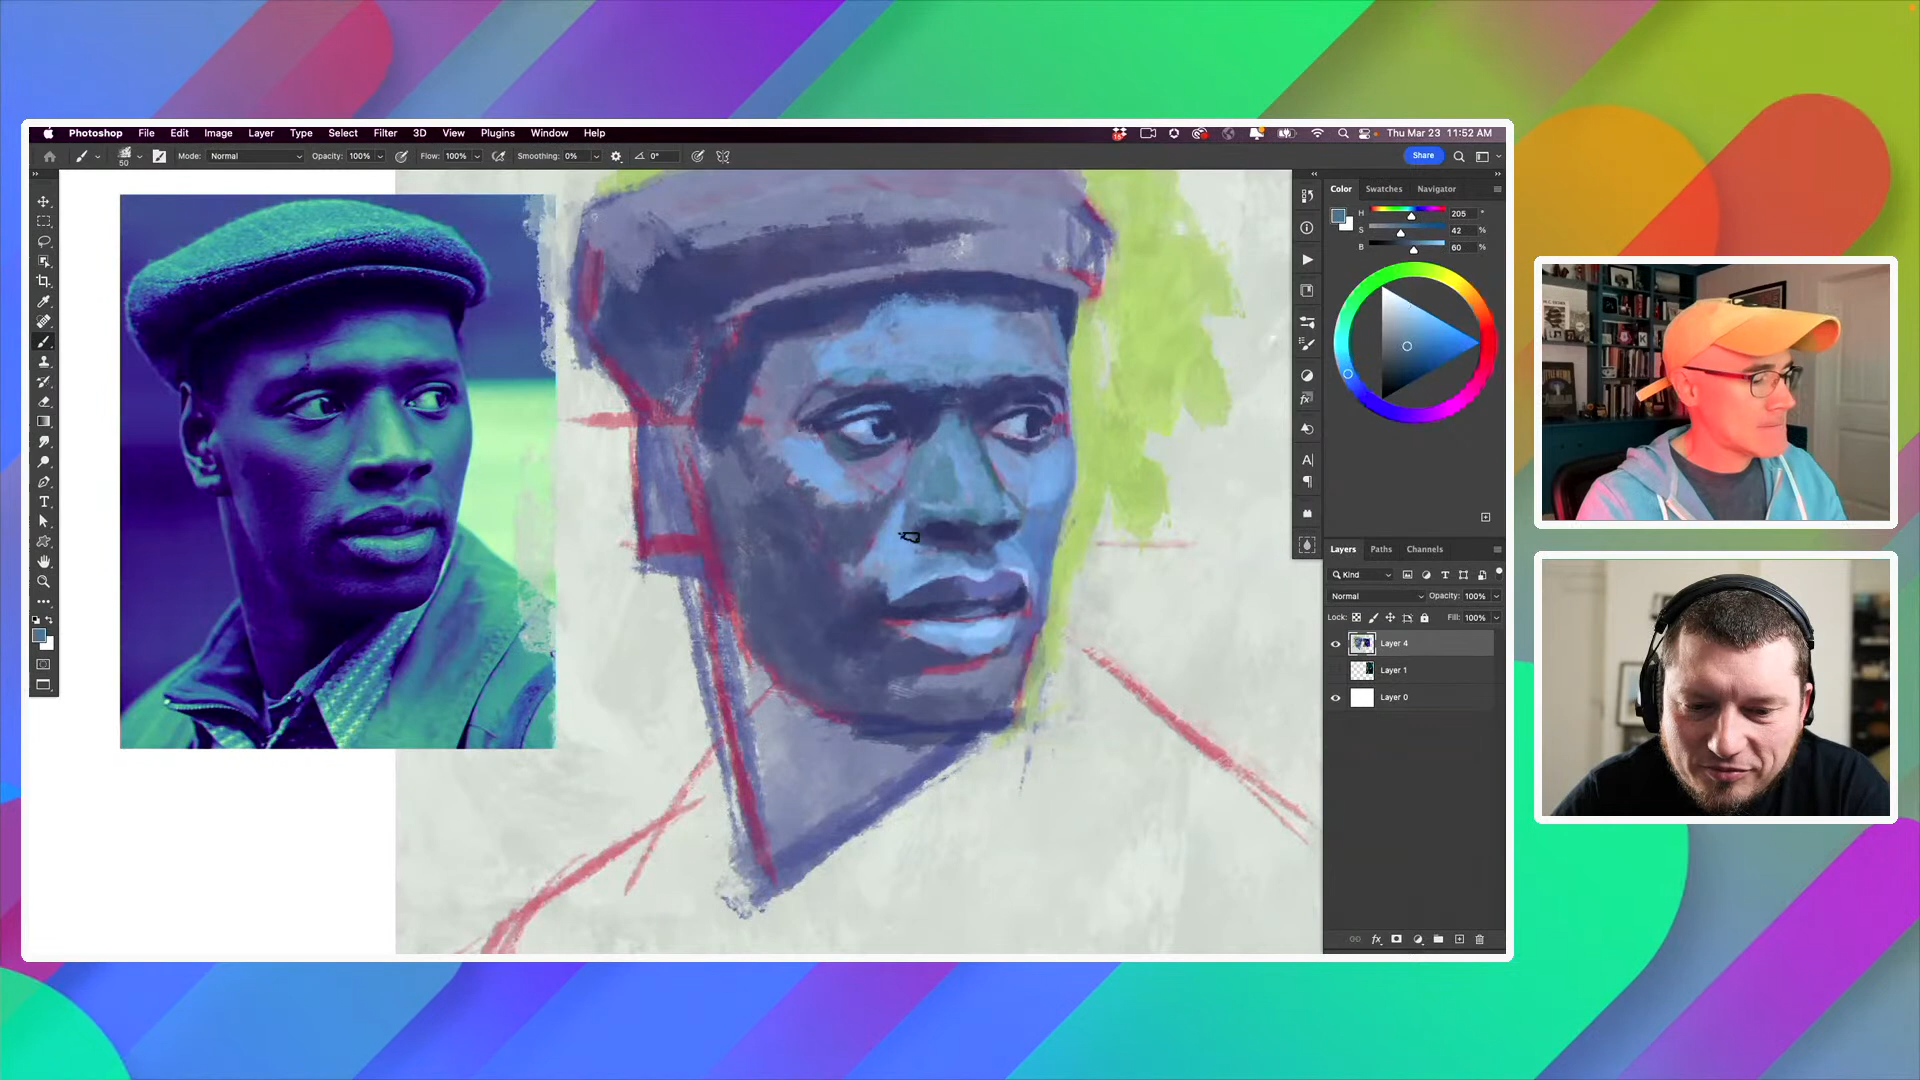 Photoshop File Edit Image Layer Type Select Filter 3D View Plugins Window Help Thu Mar 23 11:52 AM
50 Mode: Normal Opacity: 100% Flow: 100% Smoothing: 0% 0° Share
Color Swatches Navigator
H 205 °
S 42 %
B 60 %
Layers Paths Channels
Kind
Normal Opacity: 100%
Lock: Fill: 100%
Layer 4
Layer 1
Layer 0